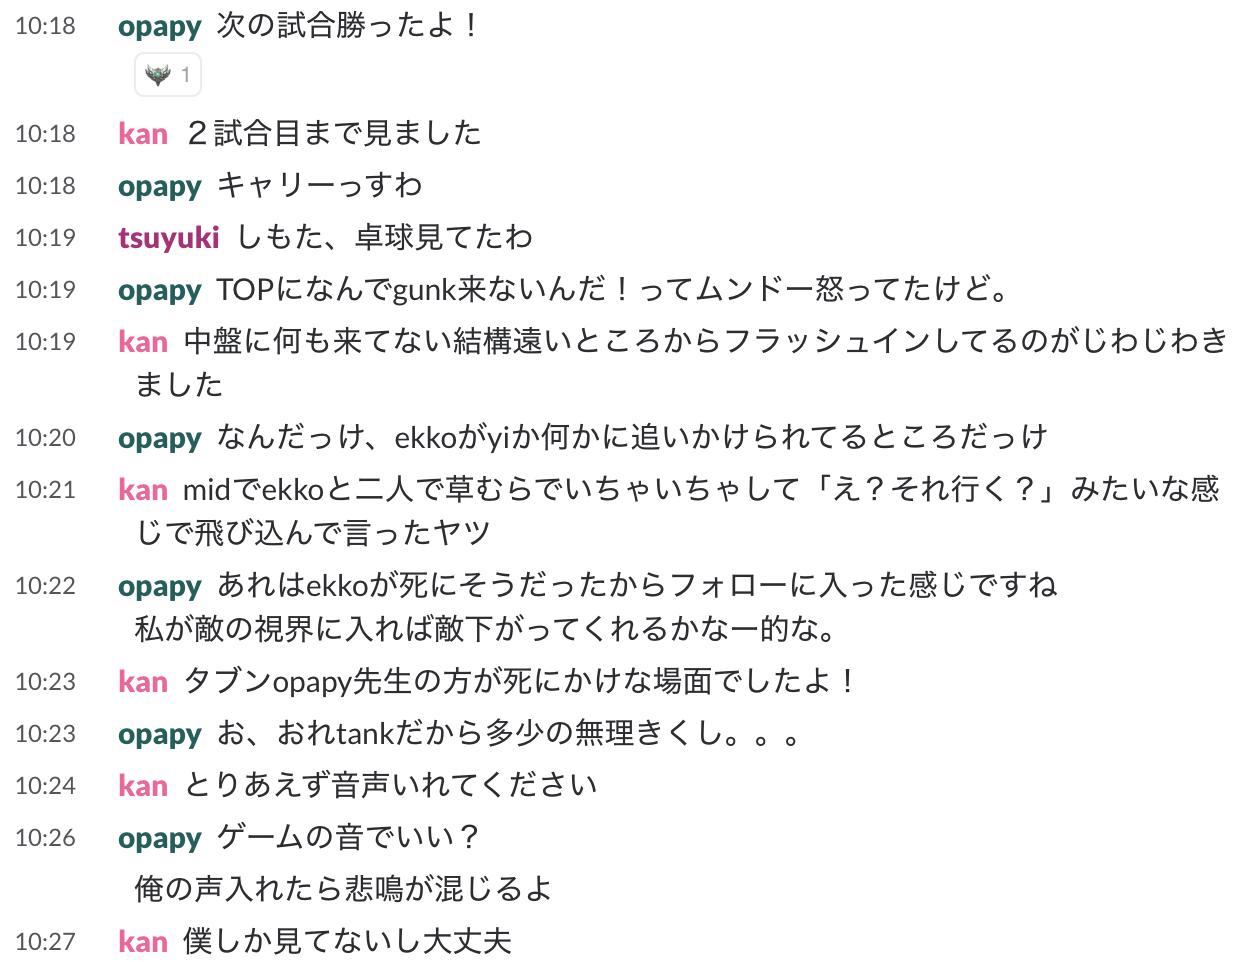 10:18 opapy 次の試合勝ったよ！
1
10:18 kan ２試合目まで見ました
10:18 opapy キャリーっすわ
10:19 tsuyuki しもた、卓球見てたわ
10:19 opapy TOPになんでgunk来ないんだ！ってムンドー怒ってたけど。
10:19 kan 中盤に何も来てない結構遠いところからフラッシュインしてるのがじわじわき
ました
10:20 opapy なんだっけ、ekkoがyiか何かに追いかけられてるところだっけ
10:21 kan midでekkoと二人で草むらでいちゃいちゃして「え？それ行く？」みたいな感
じで飛び込んで言ったヤツ
10:22 opapy あれはekkoが死にそうだったからフォローに入った感じですね
私が敵の視界に入れば敵下がってくれるかなー的な。
10:23 kan タブンopapy先生の方が死にかけな場面でしたよ！
10:23 opapy お、おれtankだから多少の無理きくし。。。
10:24 kan とりあえず音声いれてください
10:26 opapy ゲームの音でいい？
俺の声入れたら悲鳴が混じるよ
10:27 kan 僕しか見てないし大丈夫